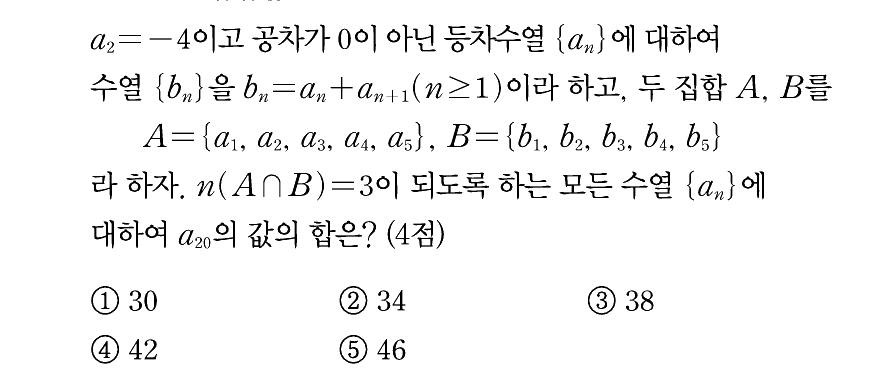 a₂=−4이고 공차가 0이 아닌 등차수열 {aₙ}에 대하여
수열 {bₙ}을 bₙ=aₙ+aₙ₊₁(n≥1)이라 하고, 두 집합 A, B를
A={a₁, a₂, a₃, a₄, a₅}, B={b₁, b₂, b₃, b₄, b₅}
라 하자. n(A∩B)=3이 되도록 하는 모든 수열 {aₙ}에
대하여 a₂₀의 값의 합은? (4점)
① 30 ② 34 ③ 38
④ 42 ⑤ 46